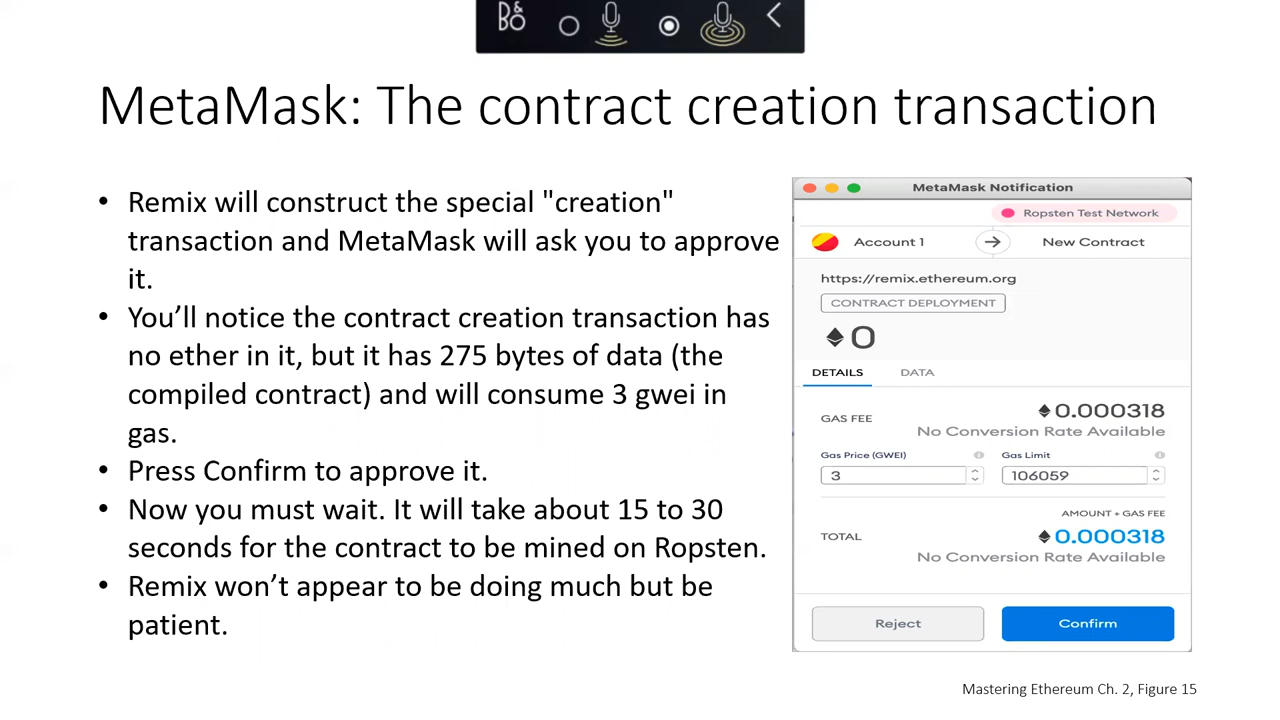 B&O
MetaMask: The contract creation transaction
• Remix will construct the special "creation"
transaction and MetaMask will ask you to approve
it.
• You’ll notice the contract creation transaction has
no ether in it, but it has 275 bytes of data (the
compiled contract) and will consume 3 gwei in
gas.
• Press Confirm to approve it.
• Now you must wait. It will take about 15 to 30
seconds for the contract to be mined on Ropsten.
• Remix won’t appear to be doing much but be
patient.
MetaMask Notification
Ropsten Test Network
Account 1
New Contract
https://remix.ethereum.org
CONTRACT DEPLOYMENT
0
DETAILS
DATA
GAS FEE
0.000318
No Conversion Rate Available
Gas Price (GWEI)
Gas Limit
3
106059
AMOUNT + GAS FEE
TOTAL
0.000318
No Conversion Rate Available
Reject
Confirm
Mastering Ethereum Ch. 2, Figure 15